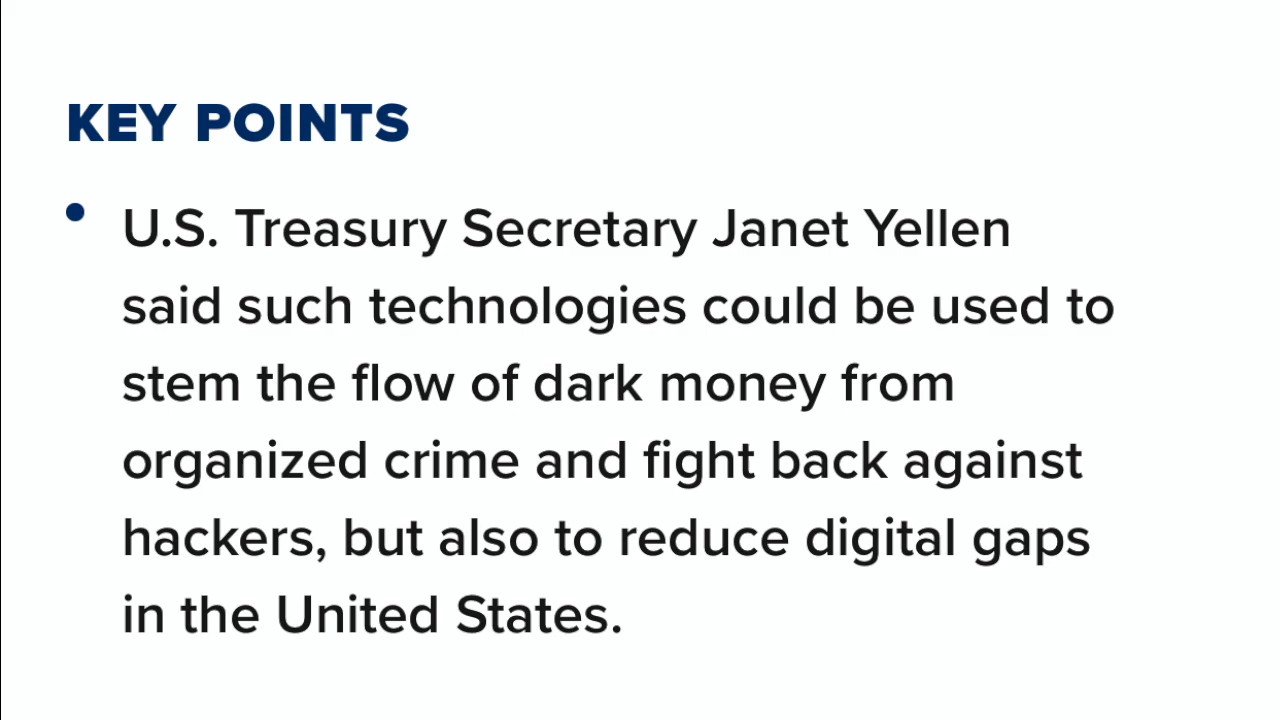 KEY POINTS
• U.S. Treasury Secretary Janet Yellen
said such technologies could be used to
stem the flow of dark money from
organized crime and fight back against
hackers, but also to reduce digital gaps
in the United States.